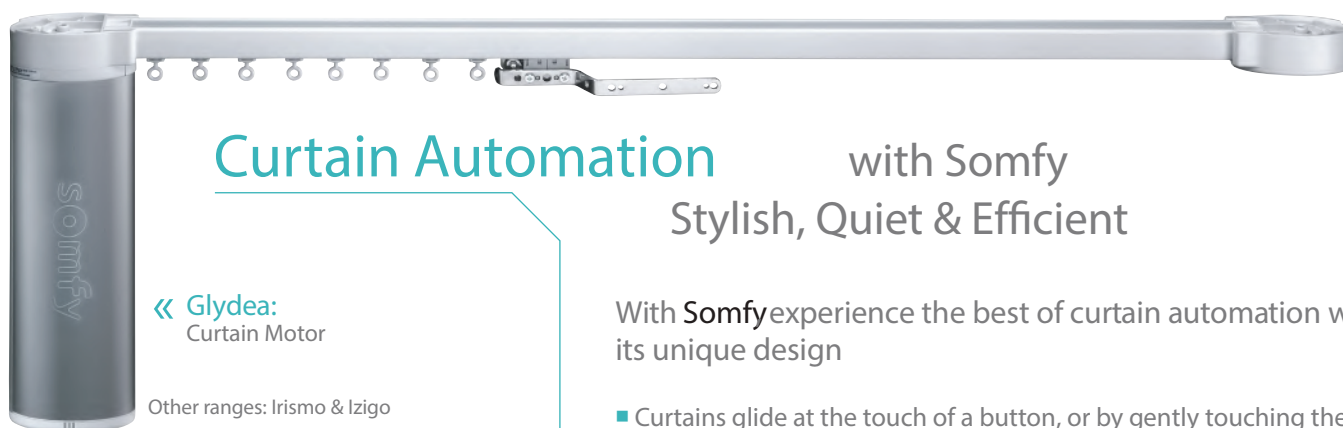 somfy
Curtain Automation with Somfy
Stylish, Quiet & Efficient
« Glydea:
Curtain Motor
Other ranges: Irismo & Izigo
With Somfy experience the best of curtain automation
its unique design
■ Curtains glide at the touch of a button, or by gently touching the